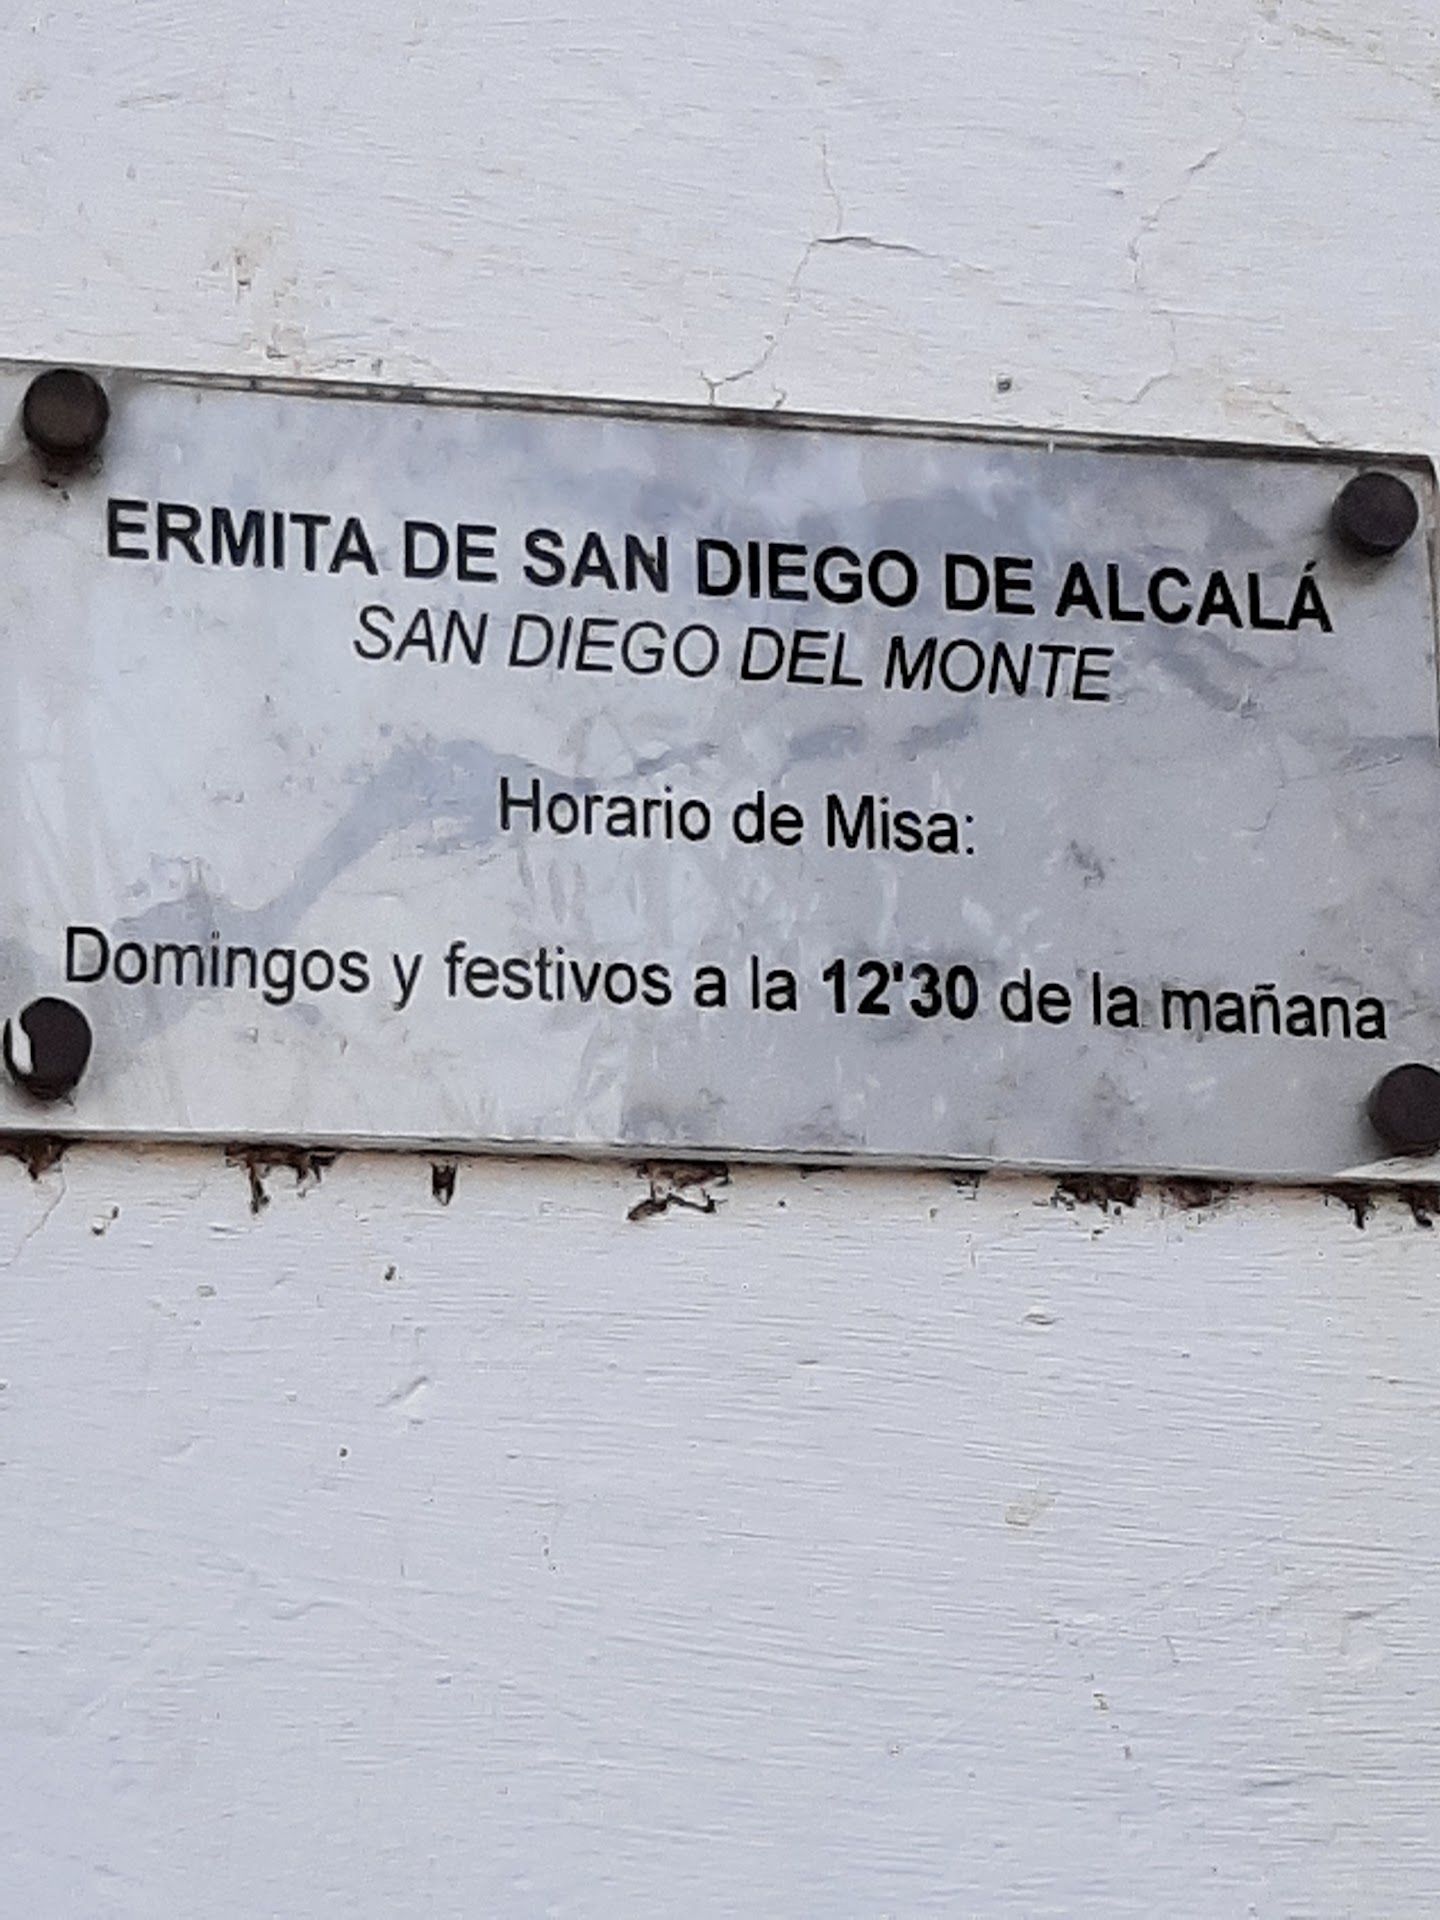 ERMITA DE SAN DIEGO DE ALCALÁ
SAN DIEGO DEL MONTE
Horario de Misa:
Domingos y festivos a la 12'30 de la mañana